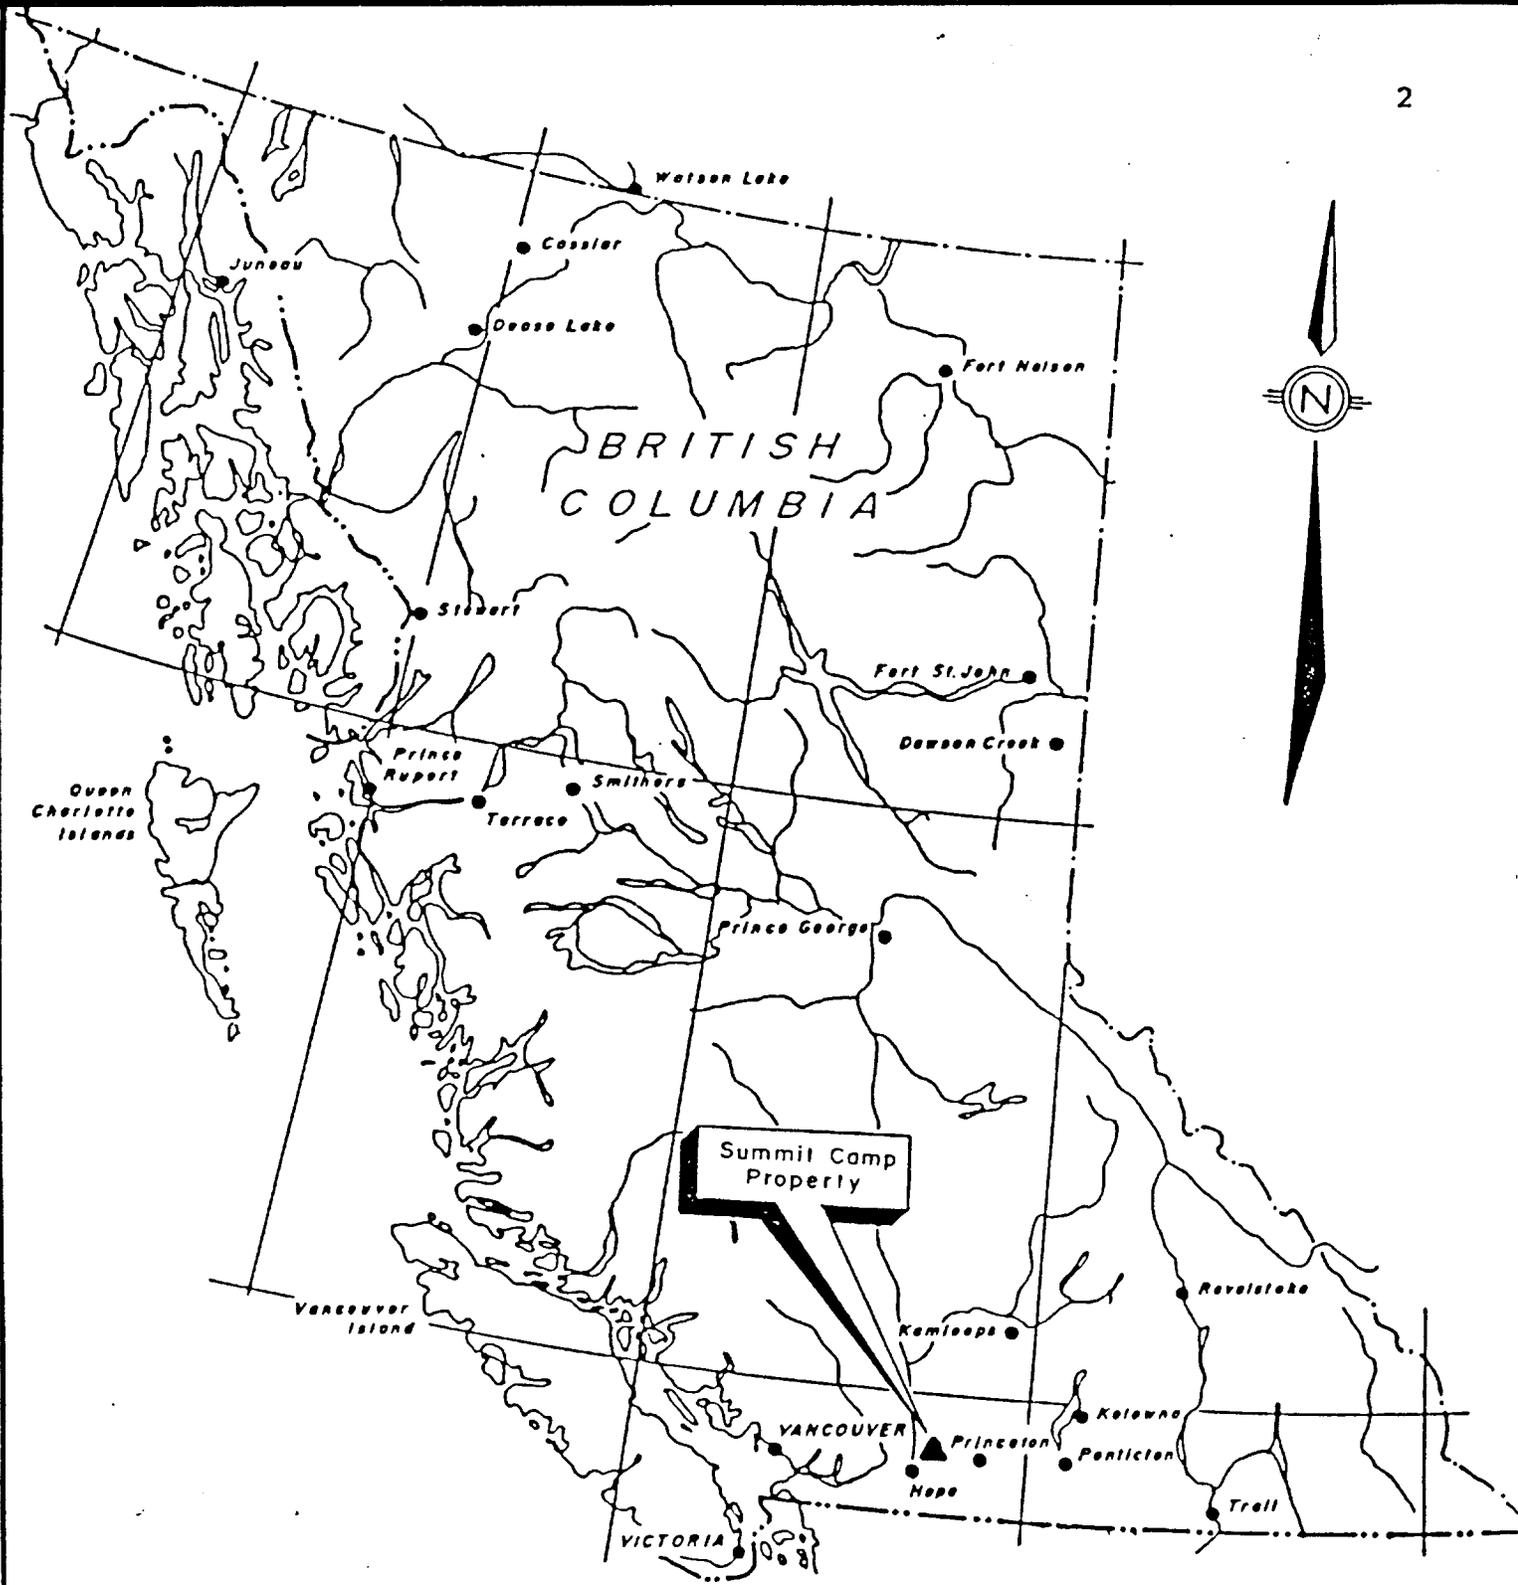 2
Watson Lake
Cassiar
Juneau
Dease Lake
Fort Nelson
N
BRITISH
COLUMBIA
Stewart
Fort St. John
Dawson Creek
Prince
Rupert
Smithers
Terrace
Queen
Charlotte
Islands
Prince George
Summit Camp
Property
Revelstoke
Vancouver
Island
Kamloops
Kelowna
VANCOUVER
Princeton
Penticton
Hope
Trail
VICTORIA